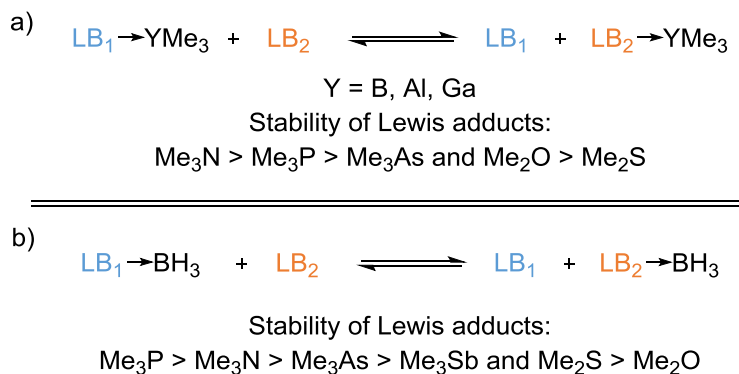 a)
LB₁→YMe₃ + LB₂ ⇌ LB₁ + LB₂→YMe₃
Y = B, Al, Ga
Stability of Lewis adducts:
Me₃N > Me₃P > Me₃As and Me₂O > Me₂S
b)
LB₁→BH₃ + LB₂ ⇌ LB₁ + LB₂→BH₃
Stability of Lewis adducts:
Me₃P > Me₃N > Me₃As > Me₃Sb and Me₂S > Me₂O